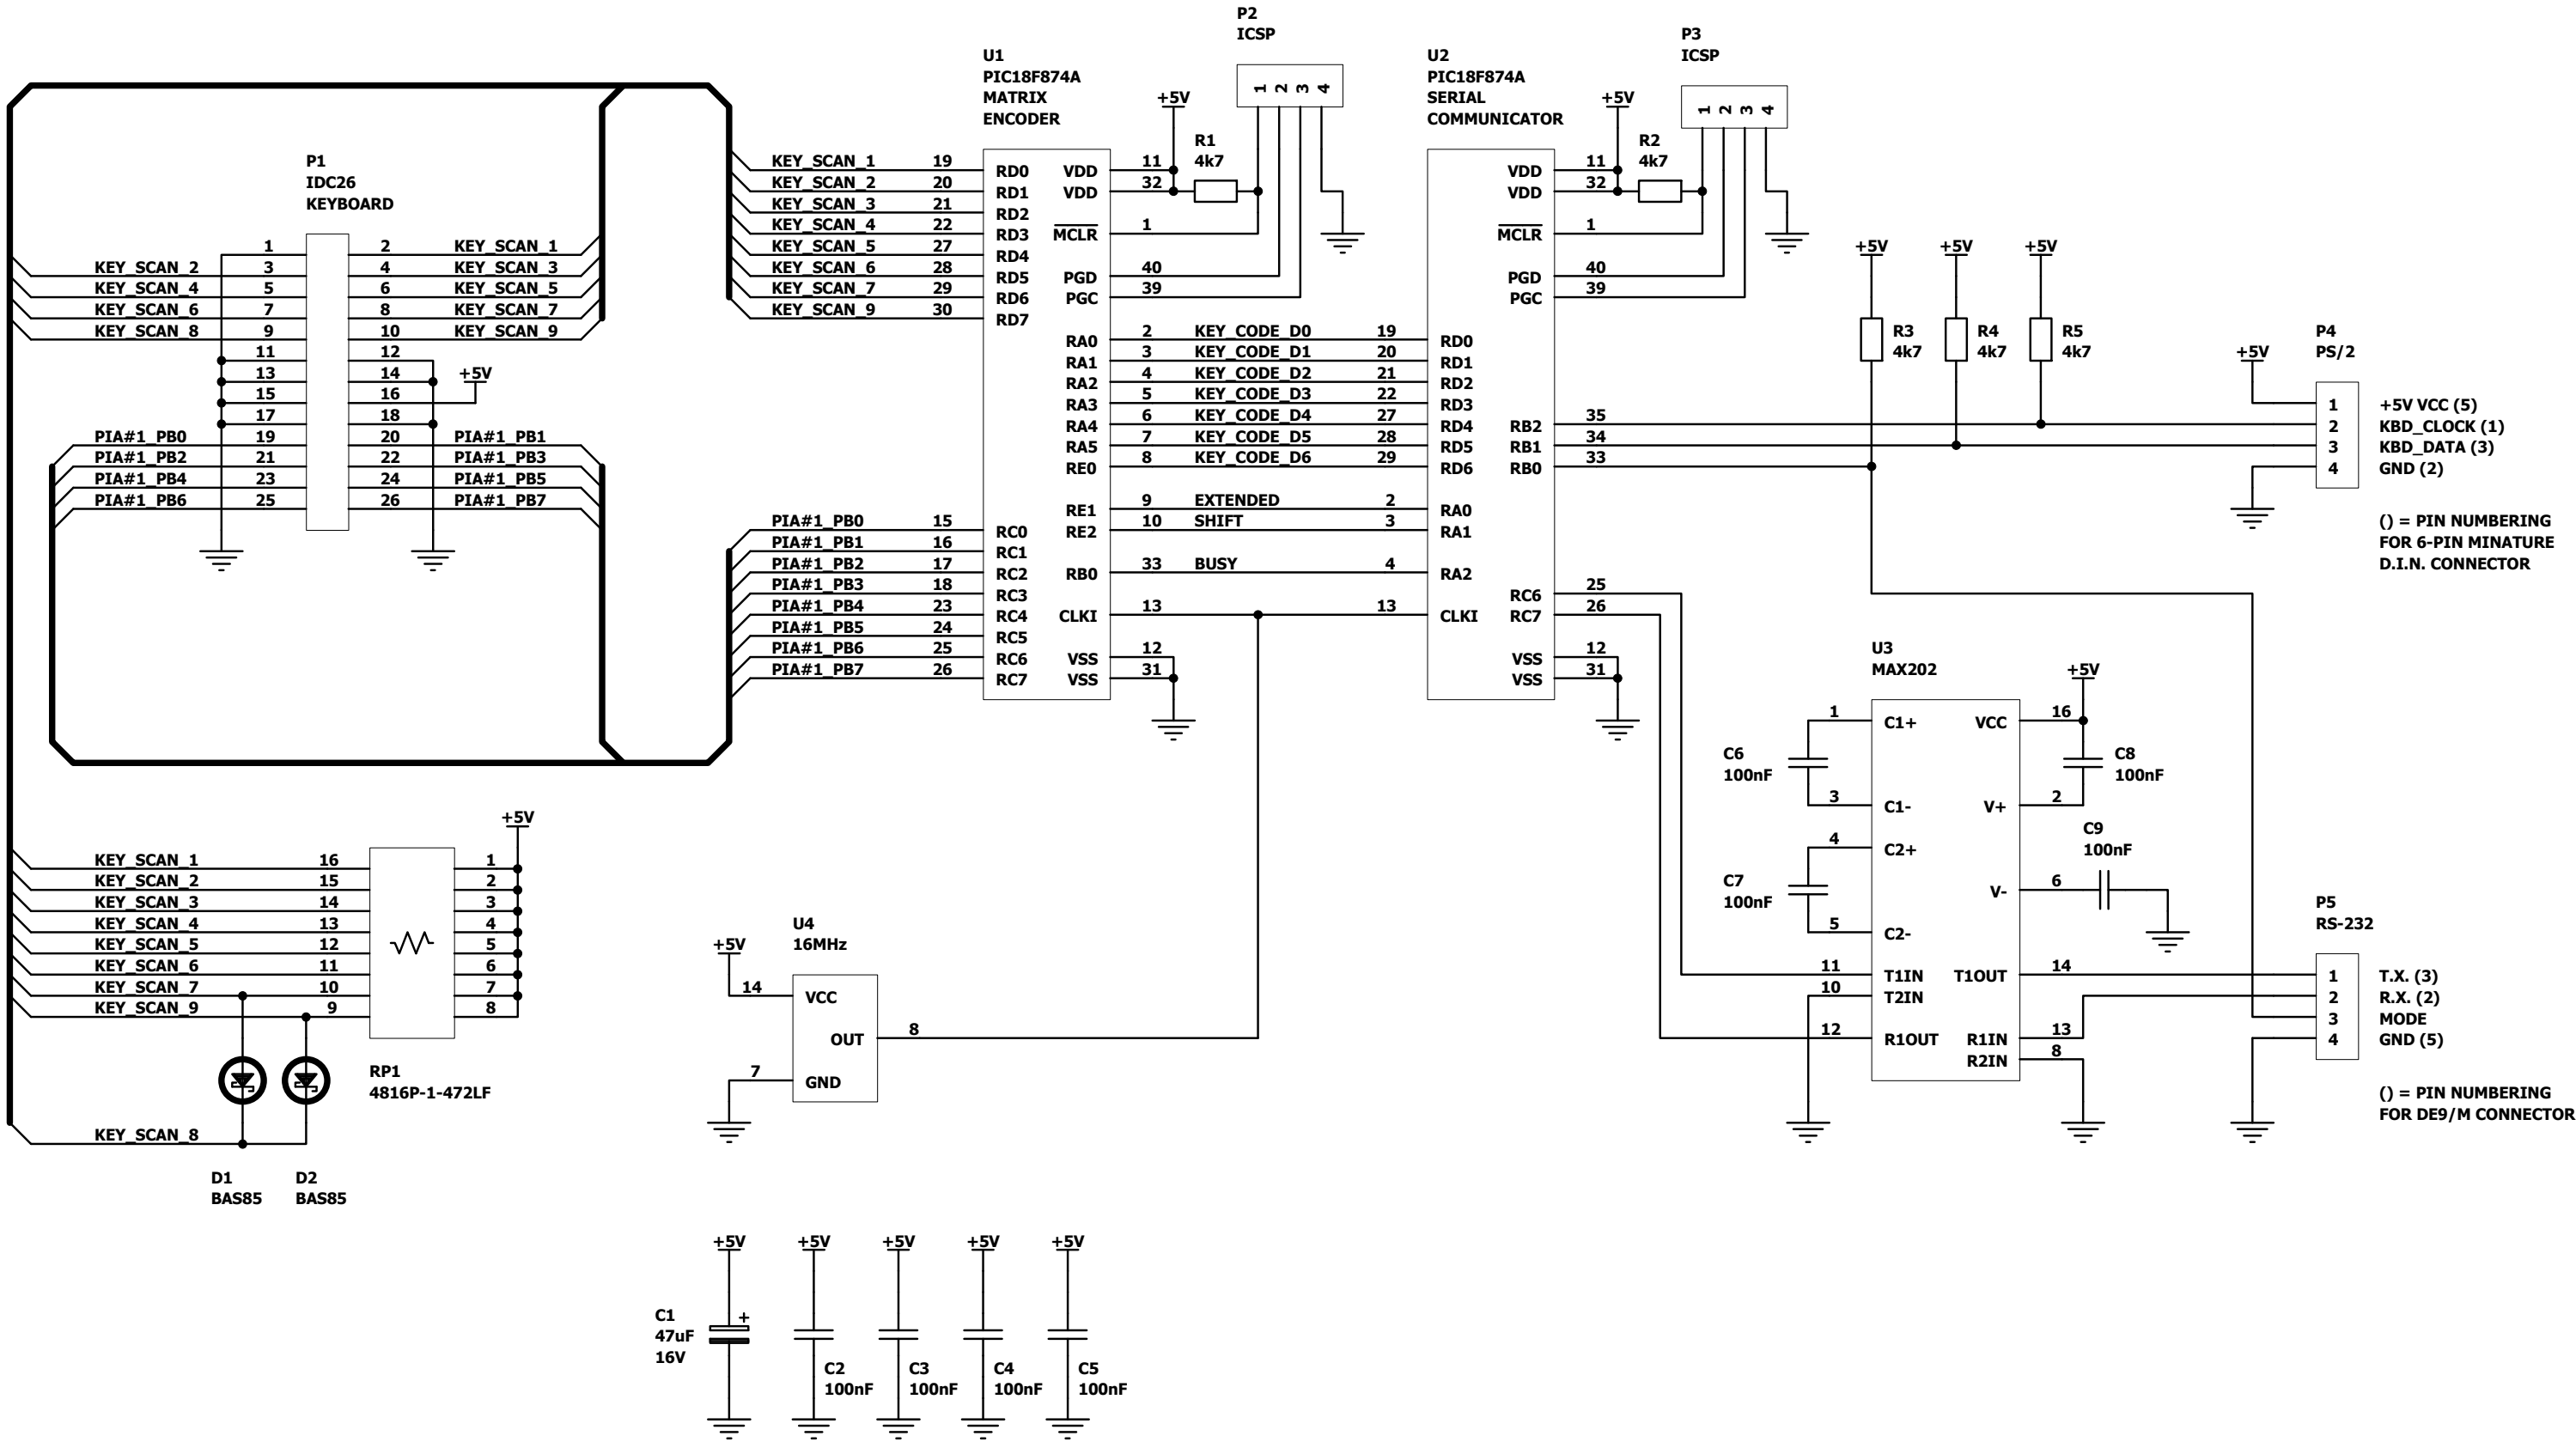 P2
ICSP
P3
ICSP
U1
PIC18F874A
MATRIX
ENCODER
U2
PIC18F874A
SERIAL
COMMUNICATOR
1 2 3 4
1 2 3 4
+5V
R1
4k7
+5V
R2
4k7
P1
IDC26
KEYBOARD
1 2 KEY_SCAN_1
KEY_SCAN_2 3 4 KEY_SCAN_3
KEY_SCAN_4 5 6 KEY_SCAN_5
KEY_SCAN_6 7 8 KEY_SCAN_7
KEY_SCAN_8 9 10 KEY_SCAN_9
11 12
13 14 +5V
15 16
17 18
PIA#1_PB0 19 20 PIA#1_PB1
PIA#1_PB2 21 22 PIA#1_PB3
PIA#1_PB4 23 24 PIA#1_PB5
PIA#1_PB6 25 26 PIA#1_PB7
KEY_SCAN_1 19 RD0
KEY_SCAN_2 20 RD1
KEY_SCAN_3 21 RD2
KEY_SCAN_4 22 RD3
KEY_SCAN_5 27 RD4
KEY_SCAN_6 28 RD5
KEY_SCAN_7 29 RD6
KEY_SCAN_9 30 RD7
PIA#1_PB0 15 RC0
PIA#1_PB1 16 RC1
PIA#1_PB2 17 RC2
PIA#1_PB3 18 RC3
PIA#1_PB4 23 RC4
PIA#1_PB5 24 RC5
PIA#1_PB6 25 RC6
PIA#1_PB7 26 RC7
VDD 11
VDD 32
MCLR 1
PGD 40
PGC 39
RA0 2 KEY_CODE_D0 19 RD0
RA1 3 KEY_CODE_D1 20 RD1
RA2 4 KEY_CODE_D2 21 RD2
RA3 5 KEY_CODE_D3 22 RD3
RA4 6 KEY_CODE_D4 27 RD4
RA5 7 KEY_CODE_D5 28 RD5
RE0 8 KEY_CODE_D6 29 RD6
RE1 9 EXTENDED 2 RA0
RE2 10 SHIFT 3 RA1
RB0 33 BUSY 4 RA2
CLKI 13 13 CLKI
VSS 12
VSS 31
VDD 11
VDD 32
MCLR 1
PGD 40
PGC 39
RB2 35
RB1 34
RB0 33
RC6 25
RC7 26
VSS 12
VSS 31
+5V +5V +5V
R3
4k7
R4
4k7
R5
4k7
+5V
P4
PS/2
1 +5V VCC (5)
2 KBD_CLOCK (1)
3 KBD_DATA (3)
4 GND (2)
() = PIN NUMBERING
FOR 6-PIN MINATURE
D.I.N. CONNECTOR
U3
MAX202
+5V
1 C1+ VCC 16
C6
100nF
C8
100nF
3 C1- V+ 2
C9
100nF
4 C2+
C7
100nF
V- 6
5 C2-
11 T1IN T1OUT 14
10 T2IN
12 R1OUT R1IN 13
R2IN 8
P5
RS-232
1 T.X. (3)
2 R.X. (2)
3 MODE
4 GND (5)
() = PIN NUMBERING
FOR DE9/M CONNECTOR
+5V
KEY_SCAN_1 16 1
KEY_SCAN_2 15 2
KEY_SCAN_3 14 3
KEY_SCAN_4 13 4
KEY_SCAN_5 12 5
KEY_SCAN_6 11 6
KEY_SCAN_7 10 7
KEY_SCAN_9 9 8
RP1
4816P-1-472LF
KEY_SCAN_8
D1
BAS85
D2
BAS85
U4
16MHz
+5V
14 VCC
OUT 8
7 GND
+5V +5V +5V +5V +5V
C1
47uF
16V
+
C2
100nF
C3
100nF
C4
100nF
C5
100nF